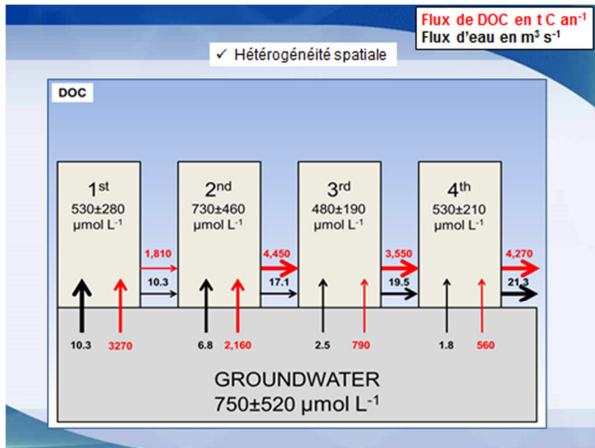 Flux de DOC en t C an-1
Flux d'eau en m3 s-1
✓ Hétérogénéité spatiale
DOC
1st
530±280
µmol L-1
2nd
730±460
µmol L-1
3rd
480±190
µmol L-1
4th
530±210
µmol L-1
1,810
4,450
3,550
4,270
10.3
17.1
19.5
21.3
10.3
3270
6.8
2,160
2.5
790
1.8
560
GROUNDWATER
750±520 µmol L-1